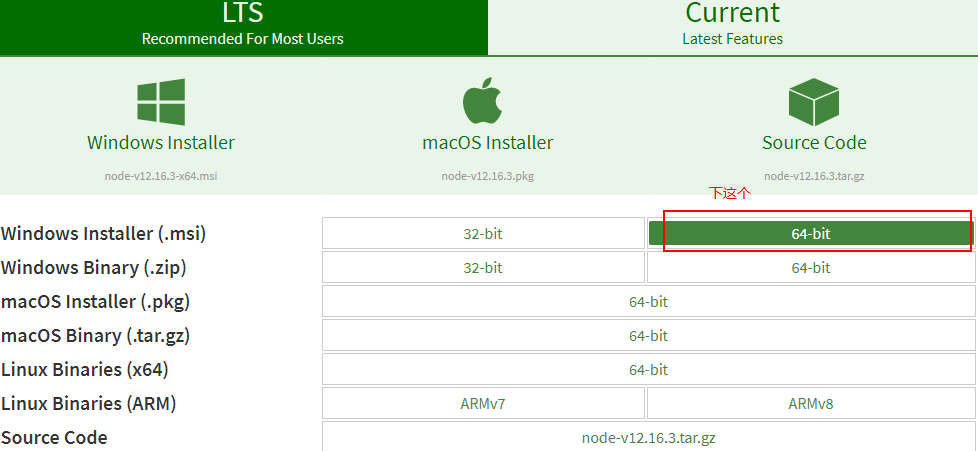 LTS
Recommended For Most Users
Current
Latest Features
Windows Installer
node-v12.16.3-x64.msi
macOS Installer
node-v12.16.3.pkg
Source Code
node-v12.16.3.tar.gz
下这个
Windows Installer (.msi) 32-bit 64-bit
Windows Binary (.zip) 32-bit 64-bit
macOS Installer (.pkg) 64-bit
macOS Binary (.tar.gz) 64-bit
Linux Binaries (x64) 64-bit
Linux Binaries (ARM) ARMv7 ARMv8
Source Code node-v12.16.3.tar.gz